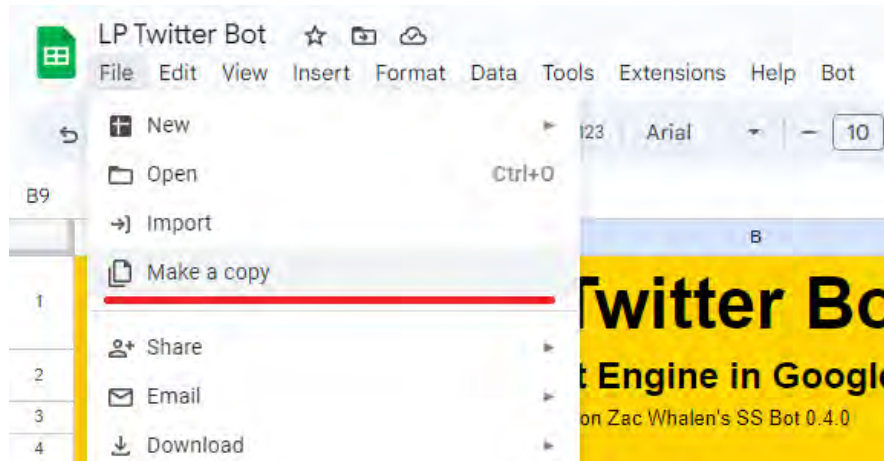 LP Twitter Bot
File Edit View Insert Format Data Tools Extensions Help Bot
New
123 Arial 10
Open Ctrl+O
B9
Import
B
Make a copy
1
Twitter Bo
Share
2
t Engine in Google
Email
3
on Zac Whalen's SS Bot 0.4.0
4
Download